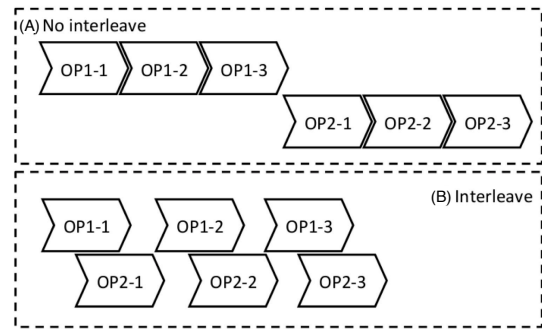 (A) No interleave
OP1-1 OP1-2 OP1-3
OP2-1 OP2-2 OP2-3
(B) Interleave
OP1-1 OP1-2 OP1-3
OP2-1 OP2-2 OP2-3